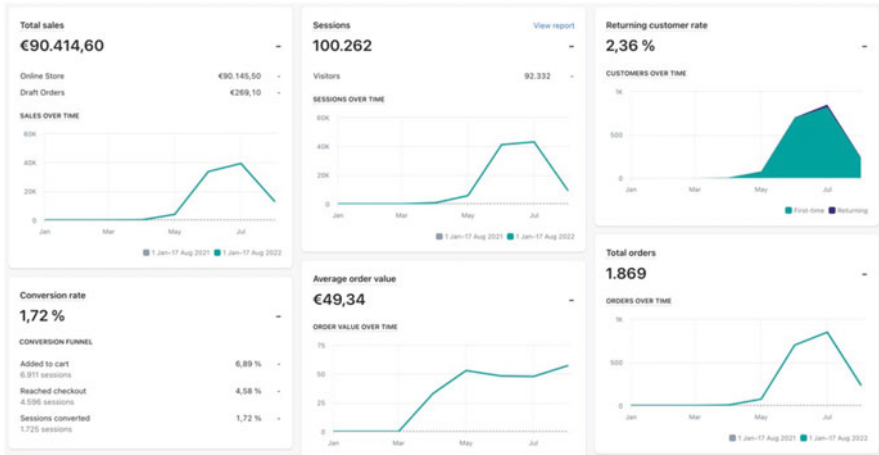 Total sales
€90.414,60 -
Online Store €90.145,50 -
Draft Orders €269,10 -
SALES OVER TIME
60K
40K
20K
0
Jan Mar May Jul
1 Jan–17 Aug 2021 1 Jan–17 Aug 2022
Sessions View report
100.262 -
Visitors 92.332 -
SESSIONS OVER TIME
60K
40K
20K
0
Jan Mar May Jul
1 Jan–17 Aug 2021 1 Jan–17 Aug 2022
Returning customer rate
2,36 % -
CUSTOMERS OVER TIME
1K
500
0
Jan Mar May Jul
First-time Returning
Conversion rate
1,72 % -
CONVERSION FUNNEL
Added to cart 6,89 % -
6.911 sessions
Reached checkout 4,58 % -
4.596 sessions
Sessions converted 1,72 % -
1.725 sessions
Average order value
€49,34 -
ORDER VALUE OVER TIME
75
50
25
0
Jan Mar May Jul
Total orders
1.869 -
ORDERS OVER TIME
1K
500
0
Jan Mar May Jul
1 Jan–17 Aug 2021 1 Jan–17 Aug 2022